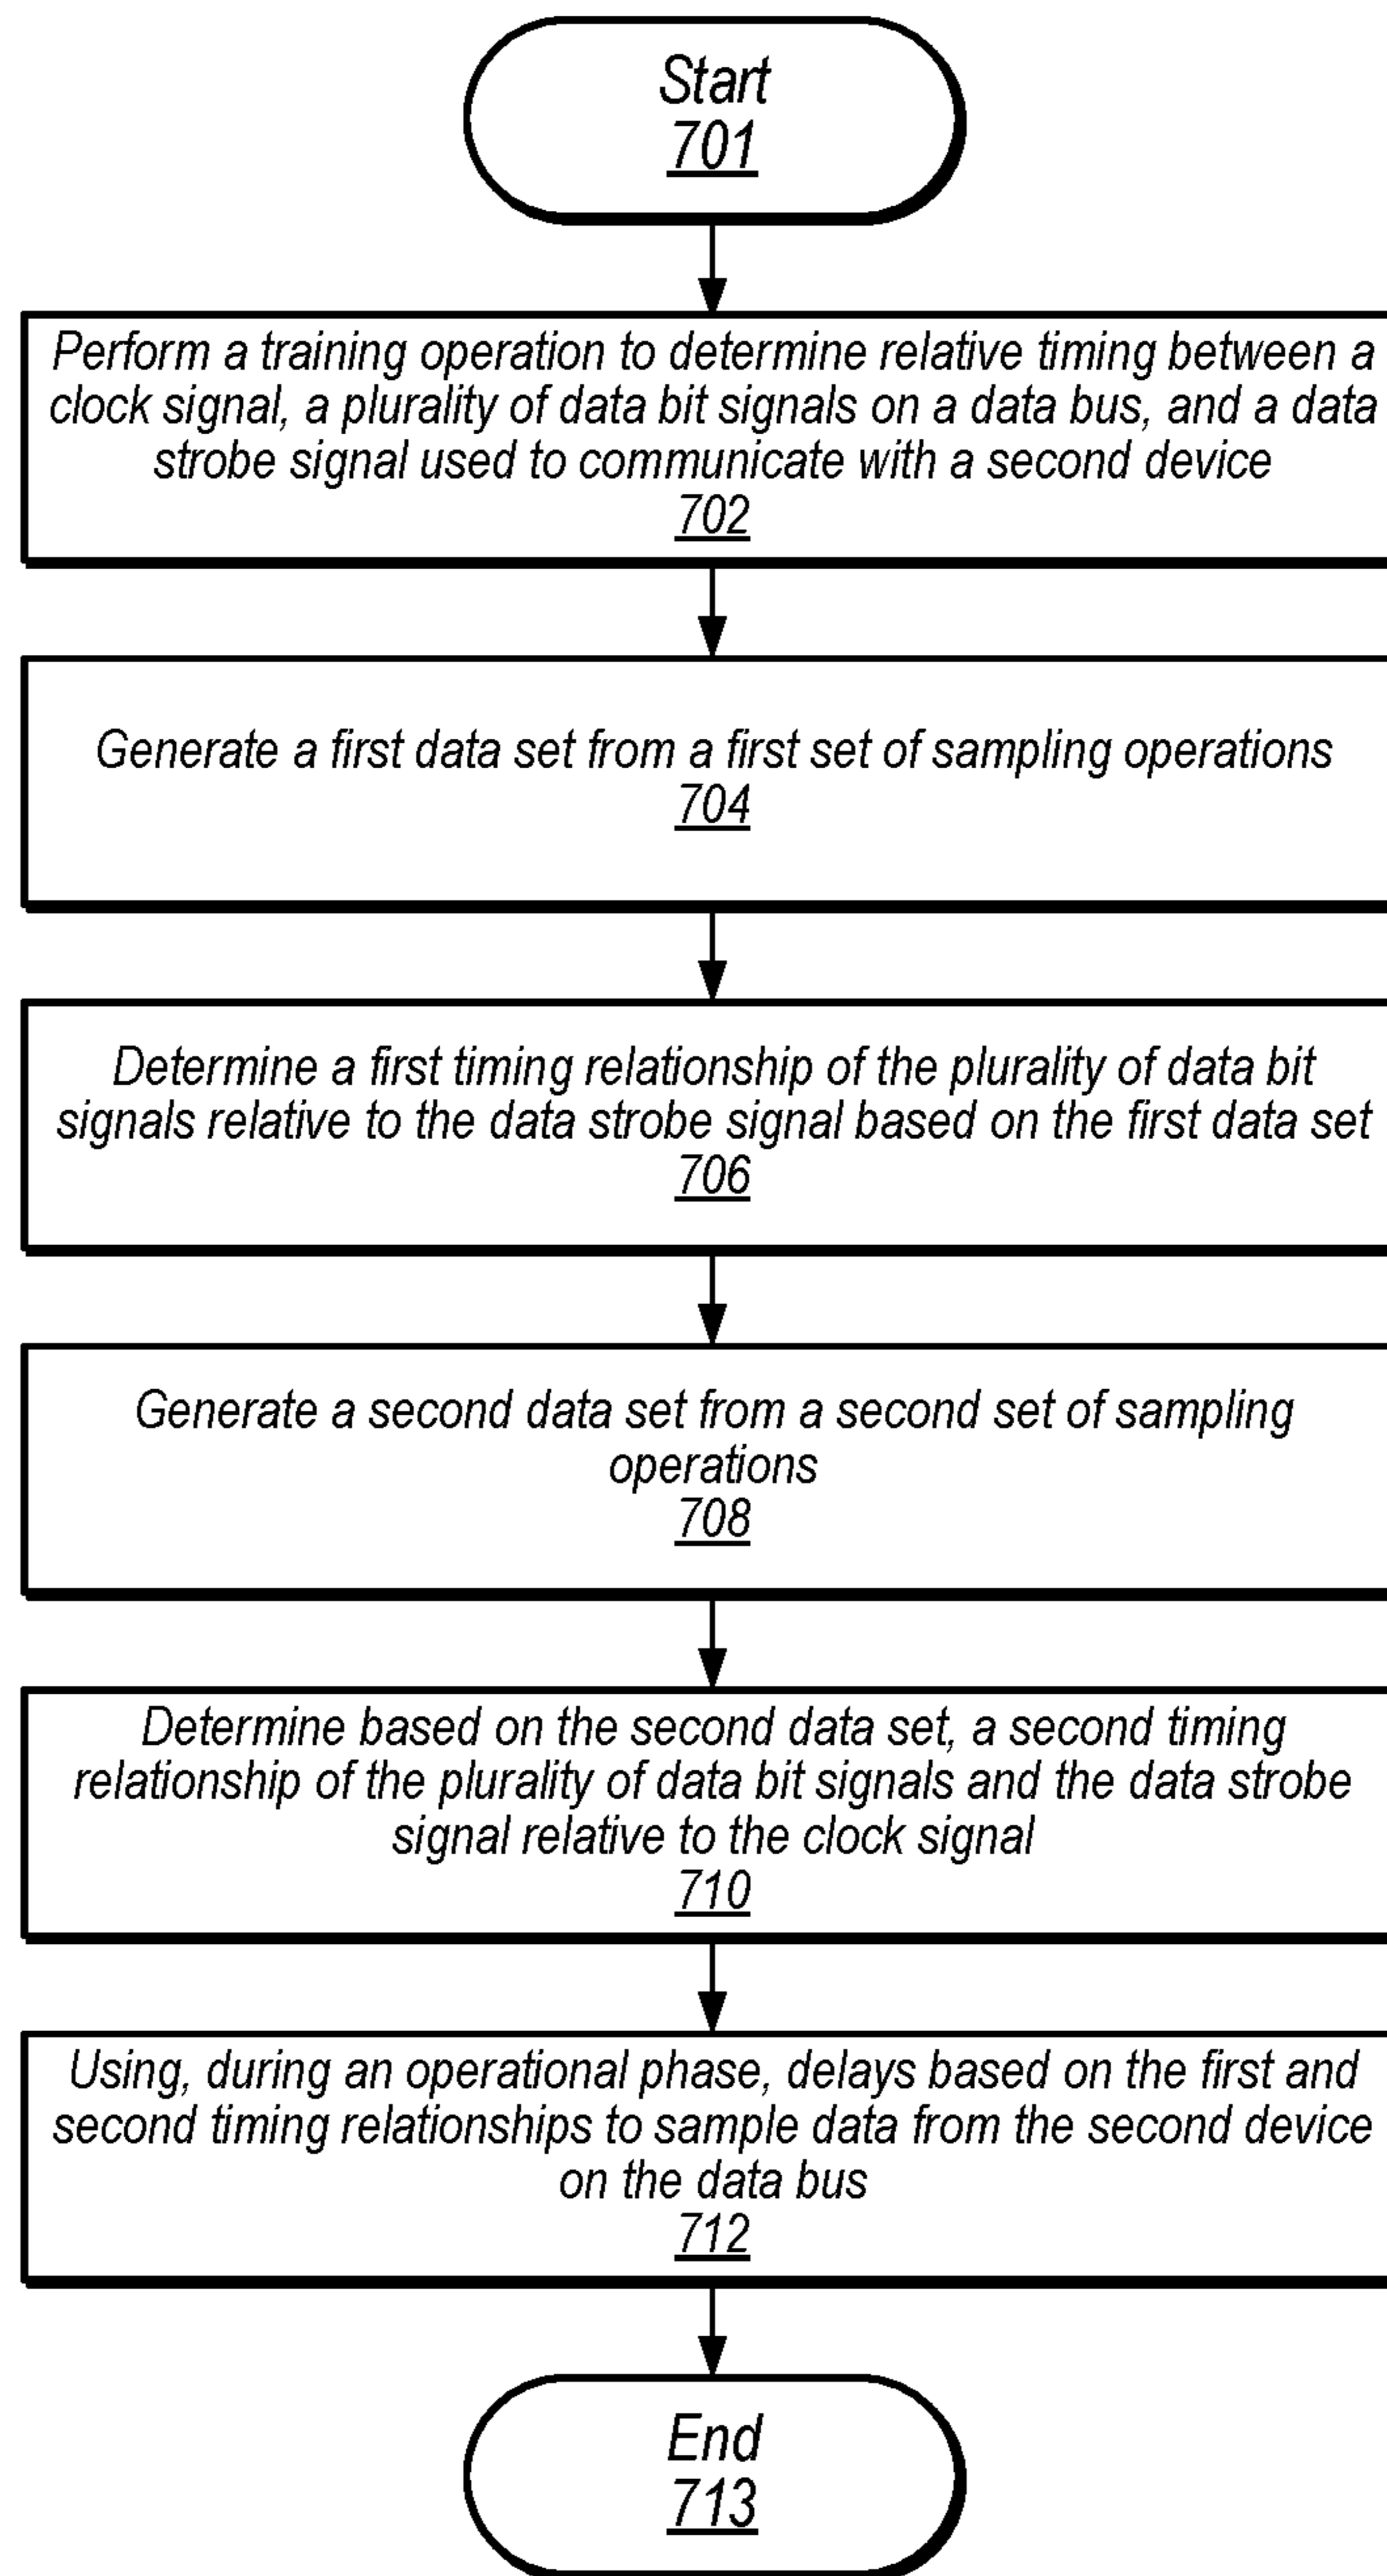 Start
701
Perform a training operation to determine relative timing between a
clock signal, a plurality of data bit signals on a data bus, and a data
strobe signal used to communicate with a second device
702
Generate a first data set from a first set of sampling operations
704
Determine a first timing relationship of the plurality of data bit
signals relative to the data strobe signal based on the first data set
706
Generate a second data set from a second set of sampling
operations
708
Determine based on the second data set, a second timing
relationship of the plurality of data bit signals and the data strobe
signal relative to the clock signal
710
Using, during an operational phase, delays based on the first and
second timing relationships to sample data from the second device
on the data bus
712
End
713